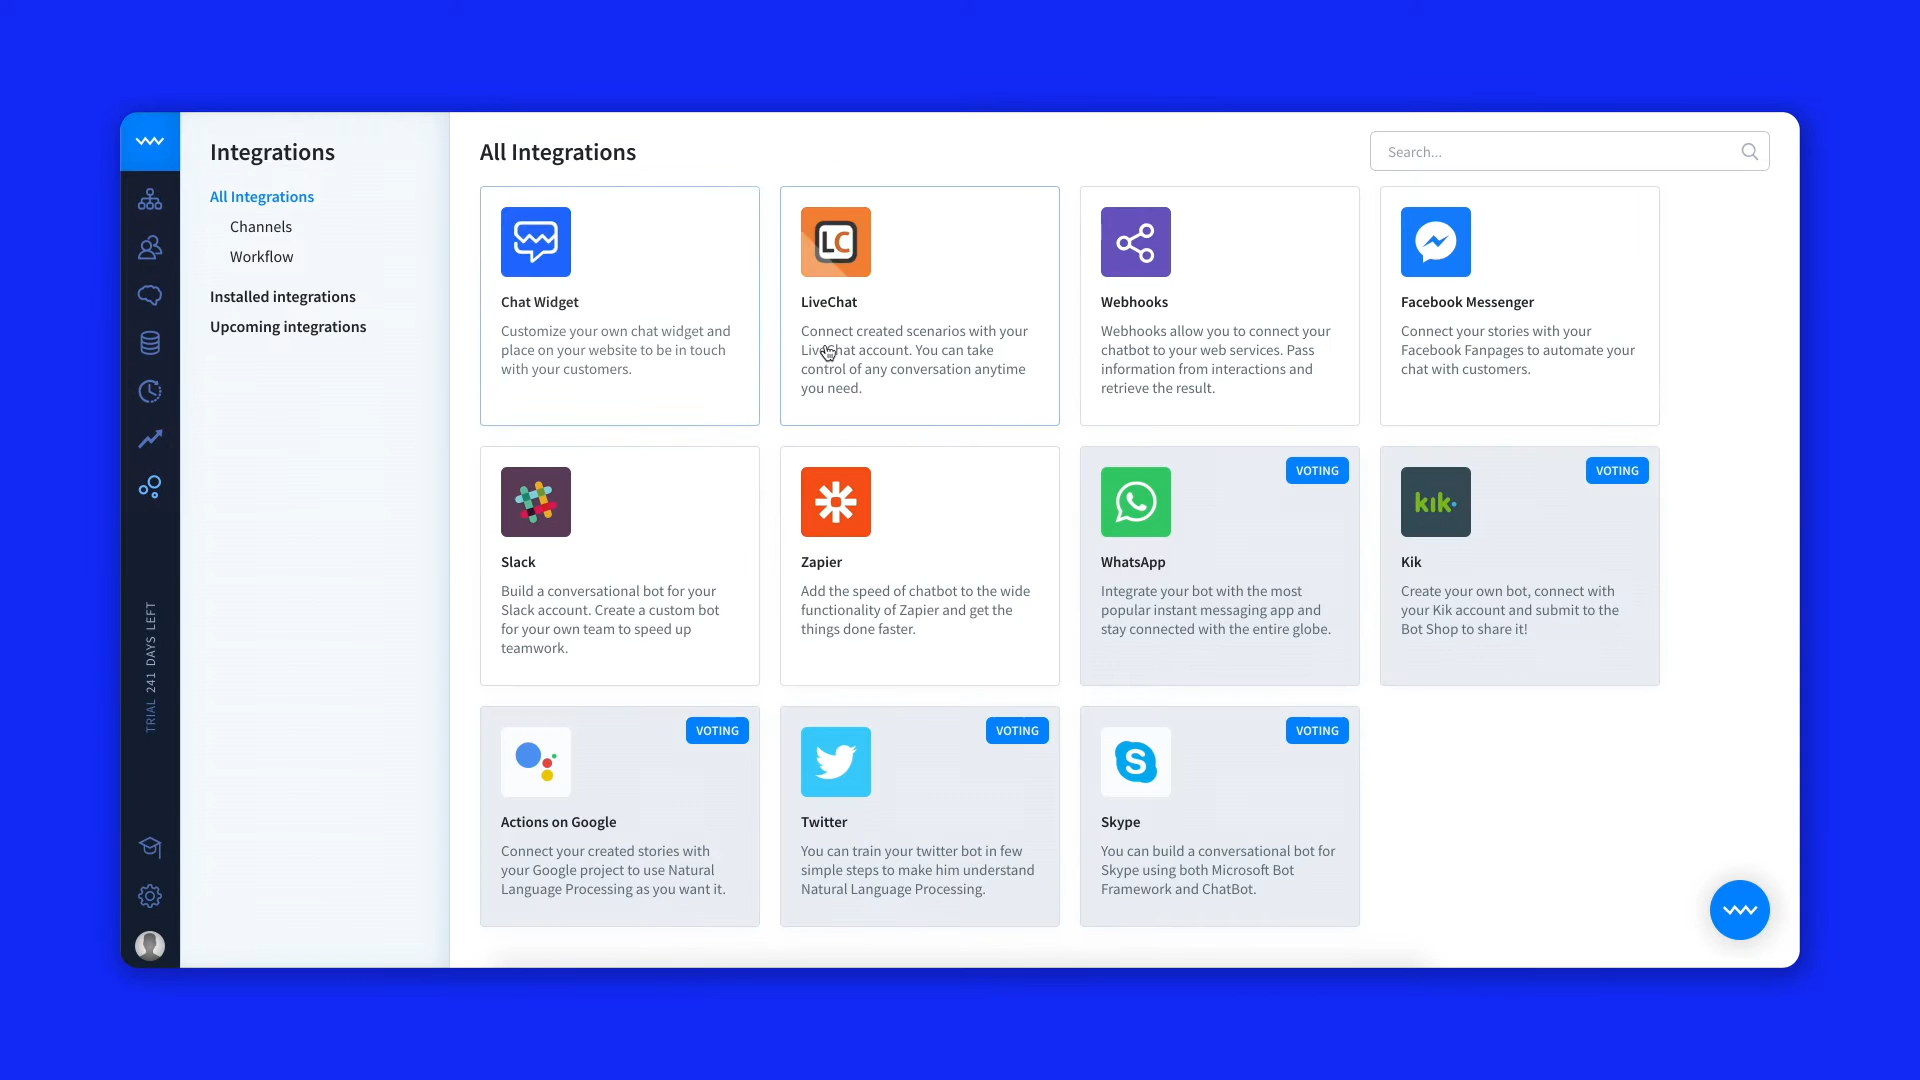 Integrations
All Integrations
Channels
Workflow
Installed integrations
Upcoming integrations
TRIAL 241 DAYS LEFT
All Integrations
Search...
LC
Chat Widget
Customize your own chat widget and
place on your website to be in touch
with your customers.
LiveChat
Connect created scenarios with your
LiveChat account. You can take
control of any conversation anytime
you need.
Webhooks
Webhooks allow you to connect your
chatbot to your web services. Pass
information from interactions and
retrieve the result.
Facebook Messenger
Connect your stories with your
Facebook Fanpages to automate your
chat with customers.
Slack
Build a conversational bot for your
Slack account. Create a custom bot
for your own team to speed up
teamwork.
Zapier
Add the speed of chatbot to the wide
functionality of Zapier and get the
things done faster.
VOTING
WhatsApp
Integrate your bot with the most
popular instant messaging app and
stay connected with the entire globe.
VOTING
kik
Kik
Create your own bot, connect with
your Kik account and submit to the
Bot Shop to share it!
VOTING
Actions on Google
Connect your created stories with
your Google project to use Natural
Language Processing as you want it.
VOTING
Twitter
You can train your twitter bot in few
simple steps to make him understand
Natural Language Processing.
VOTING
S
Skype
You can build a conversational bot for
Skype using both Microsoft Bot
Framework and ChatBot.